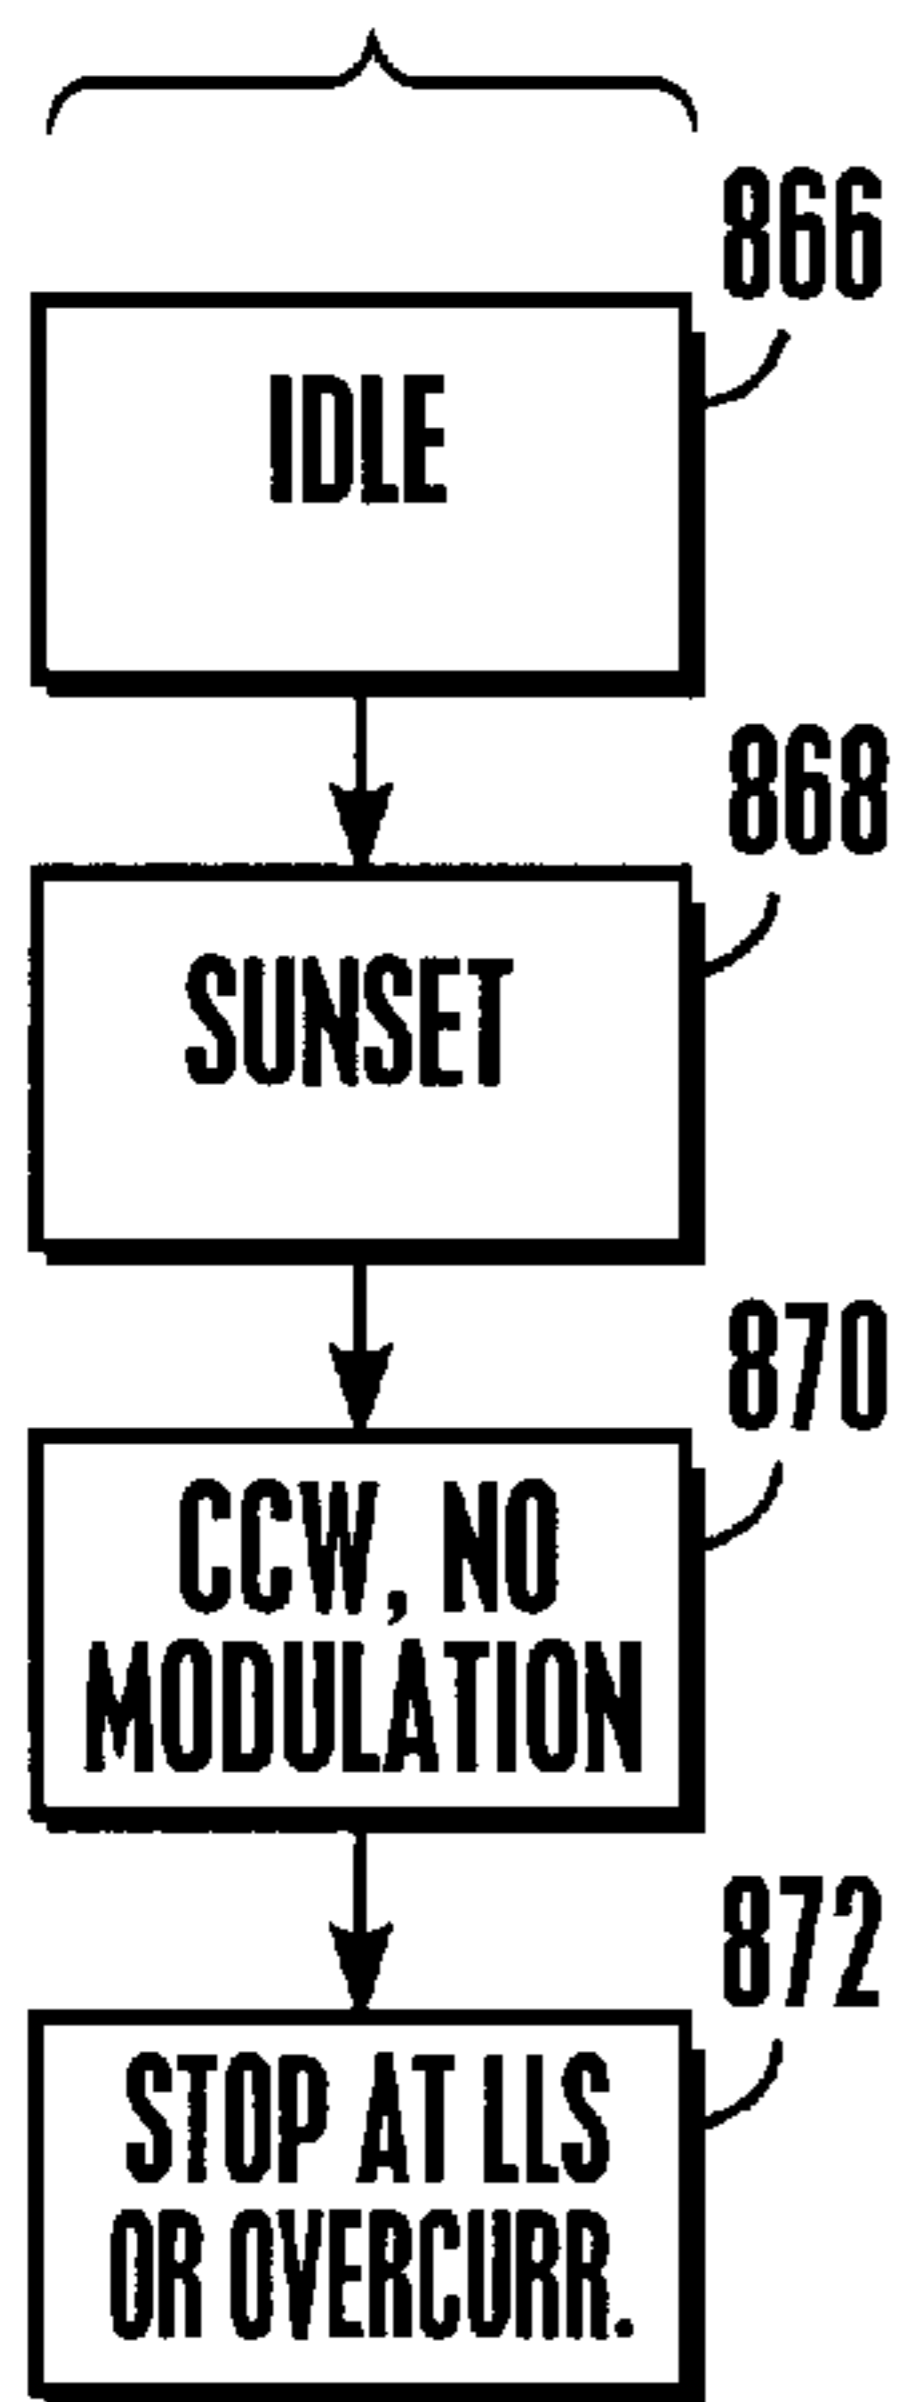 866
IDLE
868
SUNSET
870
CCW, NO
MODULATION
872
STOP AT LLS
OR OVERCURR.